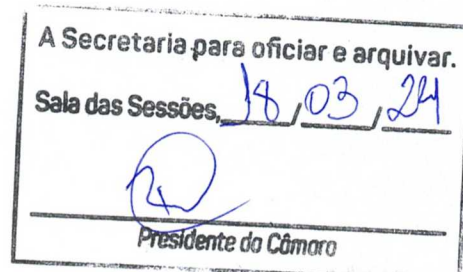 A Secretaria para oficiar e arquivar.
Sala das Sessões, 18 / 03 / 24
Presidente da Câmara